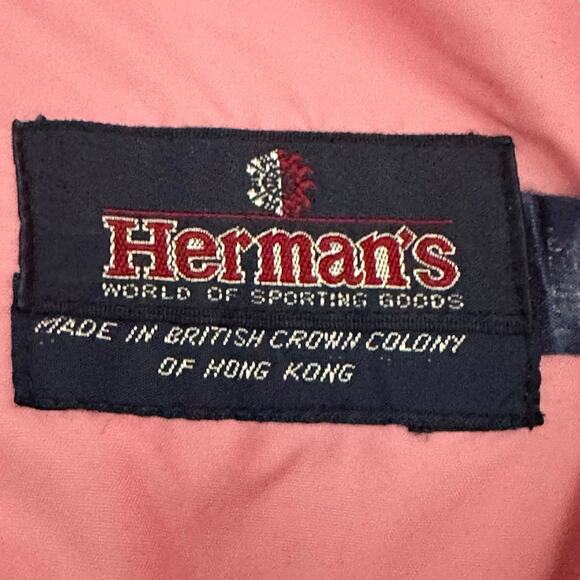 Herman's
WORLD OF SPORTING GOODS
MADE IN BRITISH CROWN COLONY
OF HONG KONG